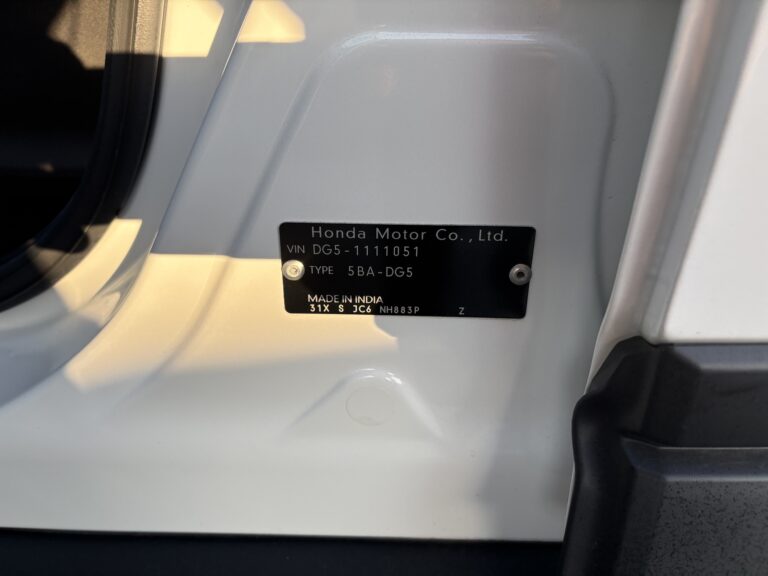 Honda Motor Co., Ltd.
VIN DG5-1111051
TYPE 5BA-DG5
MADE IN INDIA
31X S JC6 NH883P Z